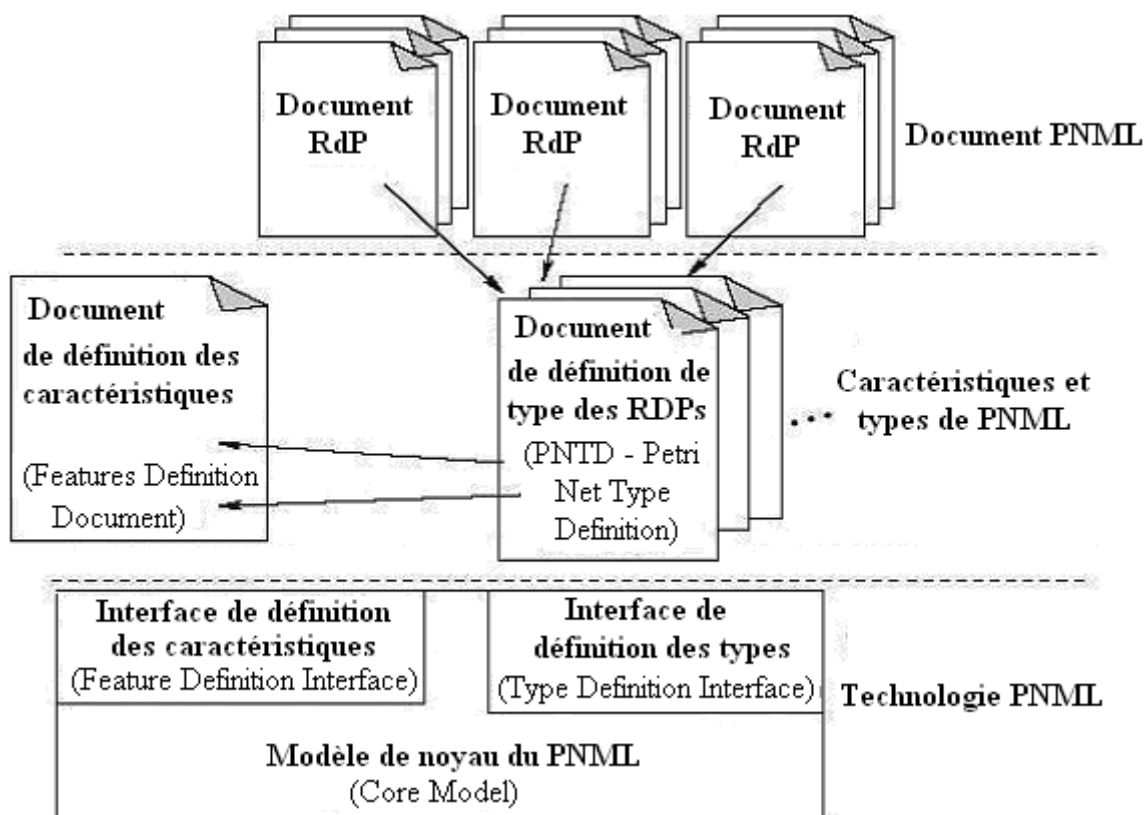 Document
RdP
Document
RdP
Document
RdP
Document PNML
Document
de définition des
caractéristiques
(Features Definition
Document)
Document
de définition de
type des RDPs
(PNTD - Petri
Net Type
Definition)
...
Caractéristiques et
types de PNML
Interface de définition
des caractéristiques
(Feature Definition Interface)
Interface de
définition des types
(Type Definition Interface)
Technologie PNML
Modèle de noyau du PNML
(Core Model)